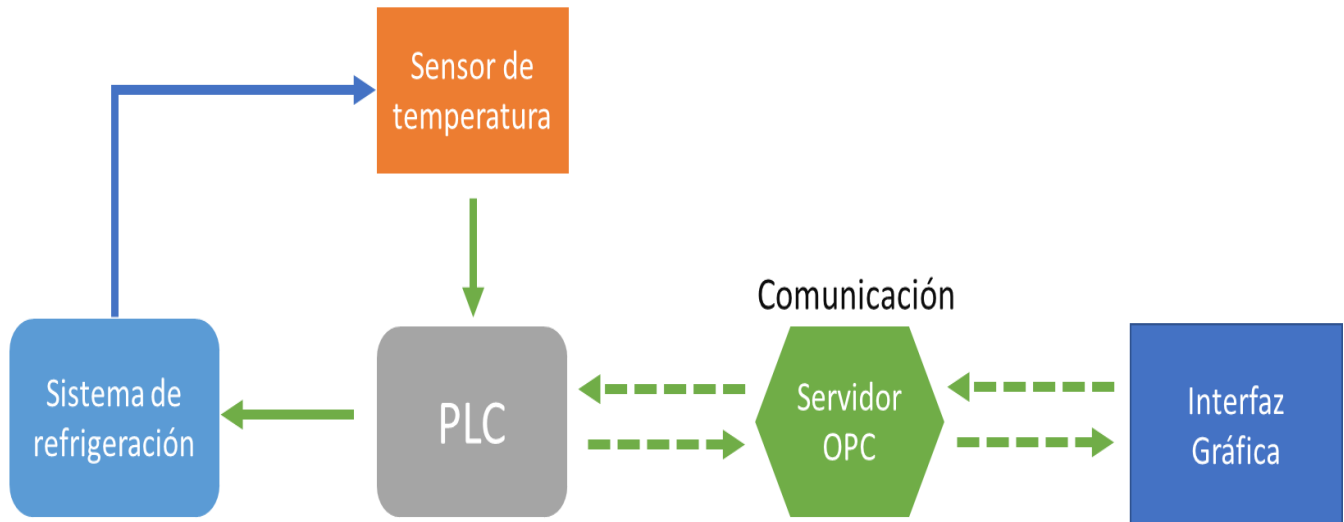 Sensor de
temperatura
Comunicación
Sistema de
refrigeración
PLC
Servidor
OPC
Interfaz
Gráfica